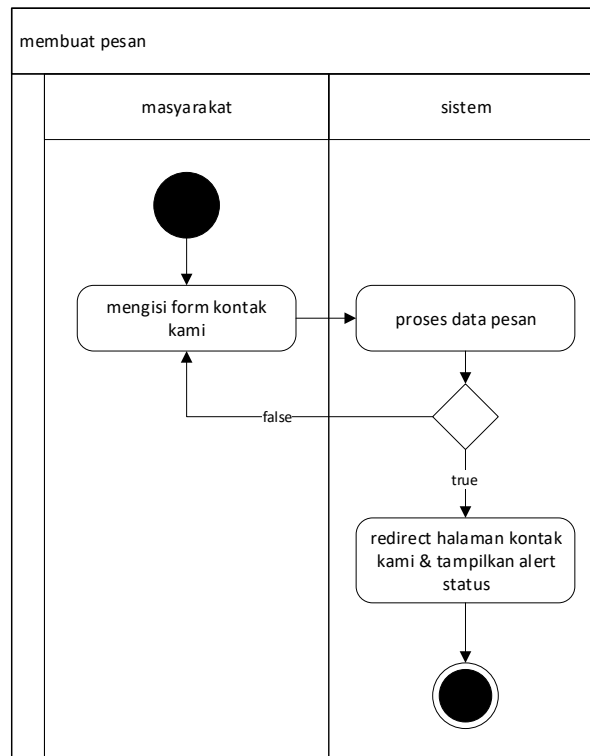 membuat pesan
masyarakat
sistem
mengisi form kontak
kami
proses data pesan
false
true
redirect halaman kontak
kami & tampilkan alert
status